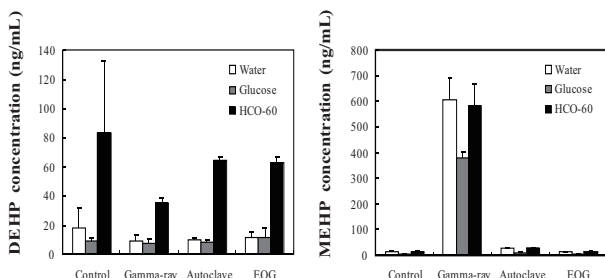 DEHP concentration (ng/mL)
140
120
100
80
60
40
20
0
Water
Glucose
HCO-60
Control Gamma-ray Autoclave EOG
MEHP concentration (ng/mL)
800
700
600
500
400
300
200
100
0
Water
Glucose
HCO-60
Control Gamma-ray Autoclave EOG